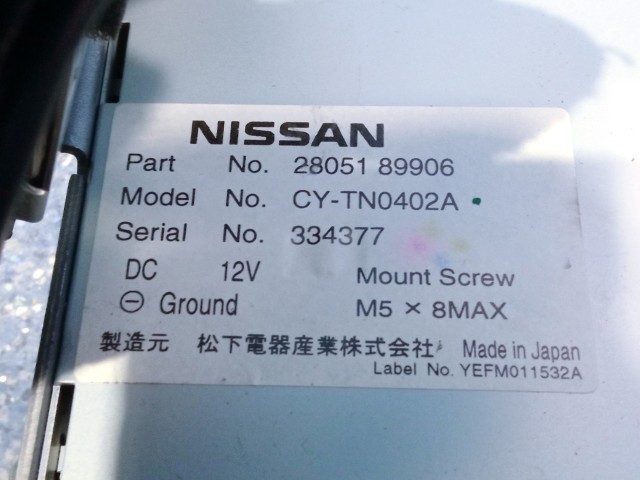 NISSAN
Part No. 28051 89906
Model No. CY-TN0402A
Serial No. 334377
DC 12V Mount Screw
⊖ Ground M5 × 8MAX
製造元 松下電器産業株式会社 Made in Japan
Label No. YEFM011532A